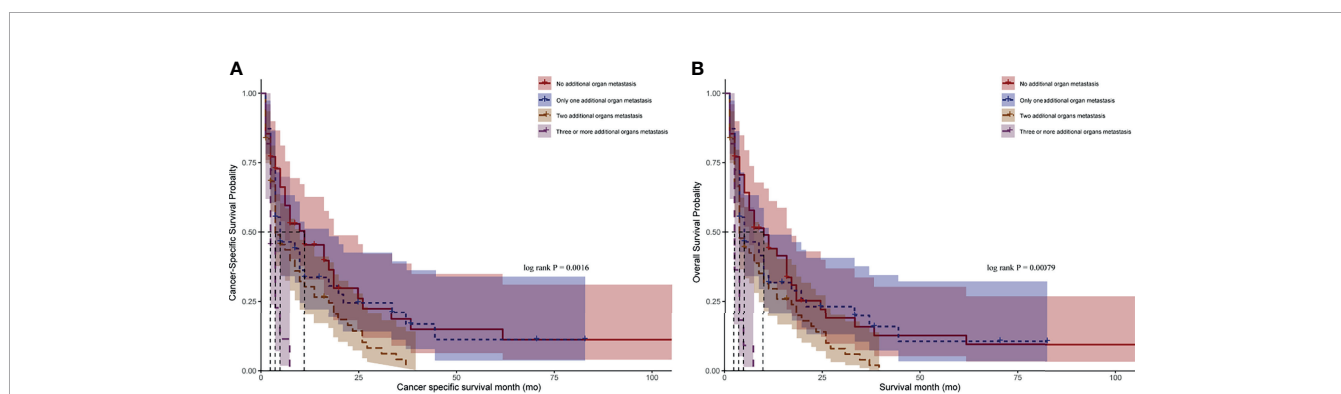 A
No additional organ metastasis
Only one additional organ metastasis
Two additional organs metastasis
Three or more additional organs metastasis
Cancer-Specific Survival Probality
1.00
0.75
0.50
0.25
0.00
log rank P = 0.0016
0
25
50
75
100
Cancer specific survival month (mo)
B
No additional organ metastasis
Only one additional organ metastasis
Two additional organs metastasis
Three or more additional organs metastasis
Overall Survival Probality
1.00
0.75
0.50
0.25
0.00
log rank P = 0.00079
0
25
50
75
100
Survival month (mo)